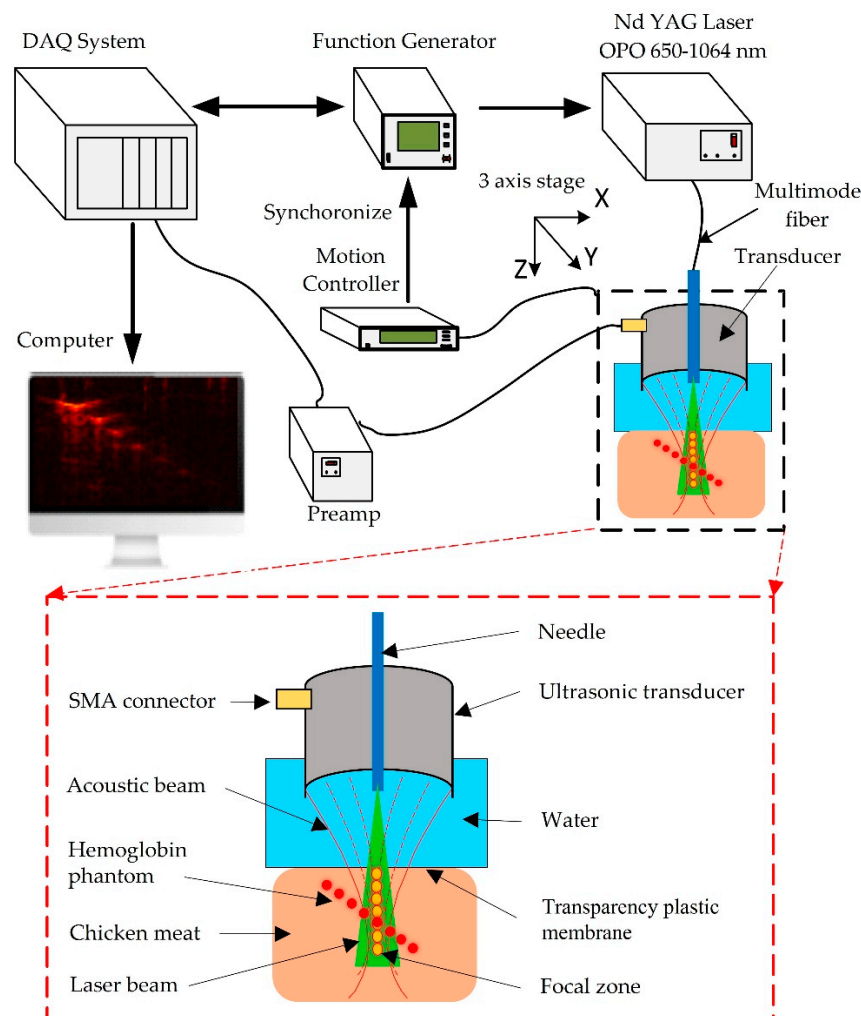 DAQ System
Function Generator
Nd YAG Laser
OPO 650-1064 nm
Synchoronize
3 axis stage
X
Y
Z
Multimode
fiber
Transducer
Motion
Controller
Computer
Preamp
Needle
SMA connector
Ultrasonic transducer
Acoustic beam
Water
Hemoglobin
phantom
Transparency plastic
membrane
Chicken meat
Laser beam
Focal zone